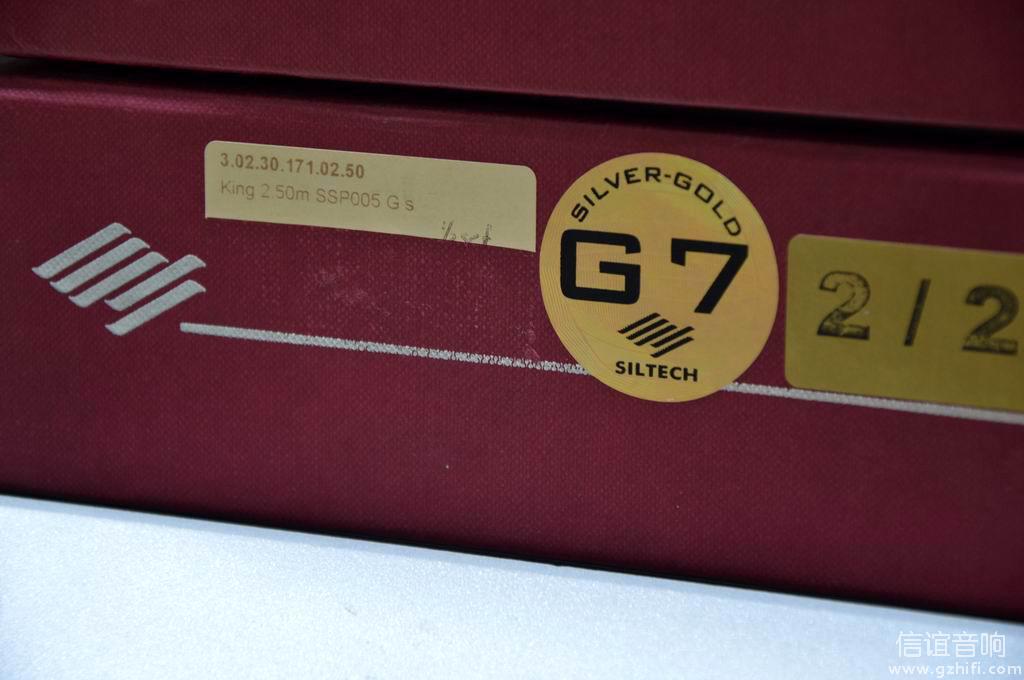 3.02.30.171.02.50
King 2.50m SSP005 G s
SILVER-GOLD
G7
SILTECH
2/2
信谊音响
www.gzhifi.com